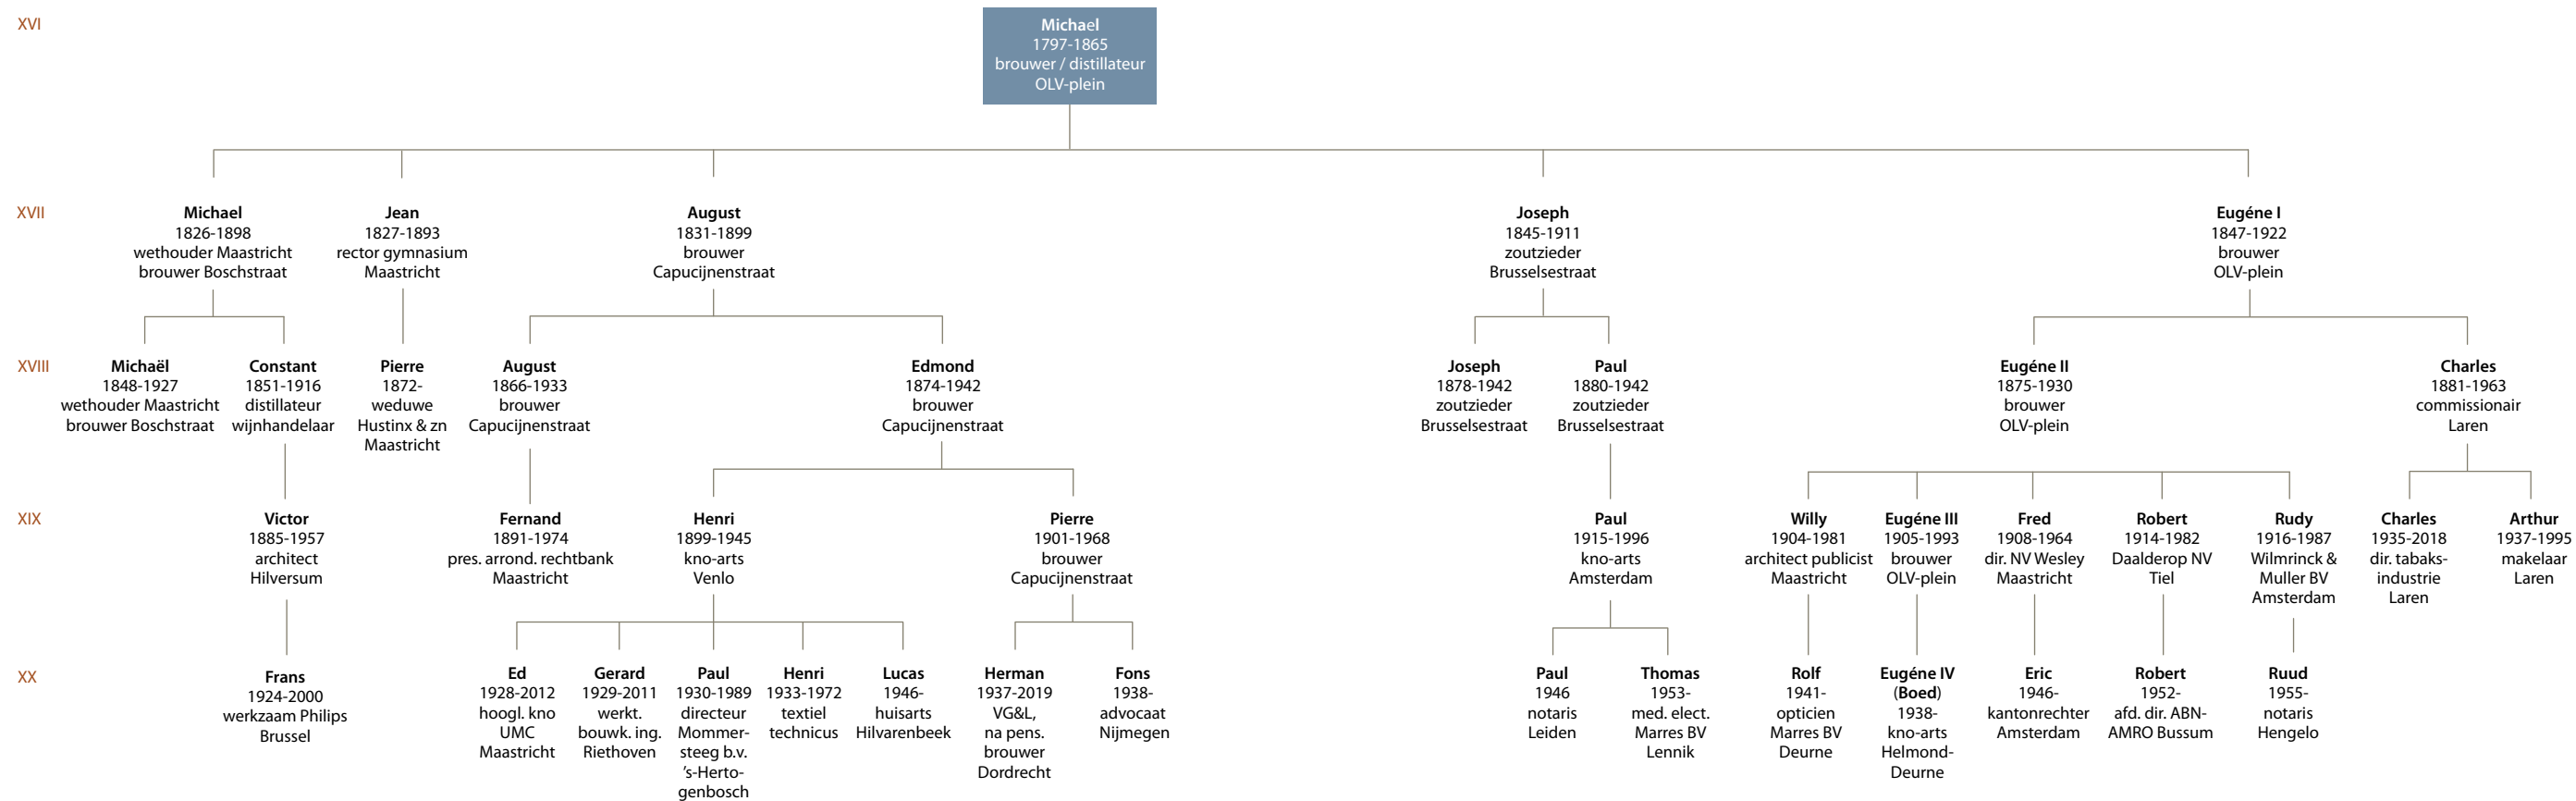 XVI
Michael
1797-1865
brouwer / distillateur
OLV-plein
XVII
Michael
1826-1898
wethouder Maastricht
brouwer Boschstraat
Jean
1827-1893
rector gymnasium
Maastricht
August
1831-1899
brouwer
Capucijnenstraat
Joseph
1845-1911
zoutzieder
Brusselsestraat
Eugéne I
1847-1922
brouwer
OLV-plein
XVIII
Michaël
1848-1927
wethouder Maastricht
brouwer Boschstraat
Constant
1851-1916
distillateur
wijnhandelaar
Pierre
1872-
weduwe
Hustinx & zn
Maastricht
August
1866-1933
brouwer
Capucijnenstraat
Edmond
1874-1942
brouwer
Capucijnenstraat
Joseph
1878-1942
zoutzieder
Brusselsestraat
Paul
1880-1942
zoutzieder
Brusselsestraat
Eugéne II
1875-1930
brouwer
OLV-plein
Charles
1881-1963
commissionair
Laren
XIX
Victor
1885-1957
architect
Hilversum
Fernand
1891-1974
pres. arrond. rechtbank
Maastricht
Henri
1899-1945
kno-arts
Venlo
Pierre
1901-1968
brouwer
Capucijnenstraat
Paul
1915-1996
kno-arts
Amsterdam
Willy
1904-1981
architect publicist
Maastricht
Eugéne III
1905-1993
brouwer
OLV-plein
Fred
1908-1964
dir. NV Wesley
Maastricht
Robert
1914-1982
Daalderop NV
Tiel
Rudy
1916-1987
Wilmrinck &
Muller BV
Amsterdam
Charles
1935-2018
dir. tabaks-
industrie
Laren
Arthur
1937-1995
makelaar
Laren
XX
Frans
1924-2000
werkzaam Philips
Brussel
Ed
1928-2012
hoogl. kno
UMC
Maastricht
Gerard
1929-2011
werkt.
bouwk. ing.
Riethoven
Paul
1930-1989
directeur
Mommer-
steeg b.v.
's-Herto-
genbosch
Henri
1933-1972
textiel
technicus
Lucas
1946-
huisarts
Hilvarenbeek
Herman
1937-2019
VG&L,
na pens.
brouwer
Dordrecht
Fons
1938-
advocaat
Nijmegen
Paul
1946
notaris
Leiden
Thomas
1953-
med. elect.
Marres BV
Lennik
Rolf
1941-
opticien
Marres BV
Deurne
Eugéne IV
(Boed)
1938-
kno-arts
Helmond-
Deurne
Eric
1946-
kantonrechter
Amsterdam
Robert
1952-
afd. dir. ABN-
AMRO Bussum
Ruud
1955-
notaris
Hengelo